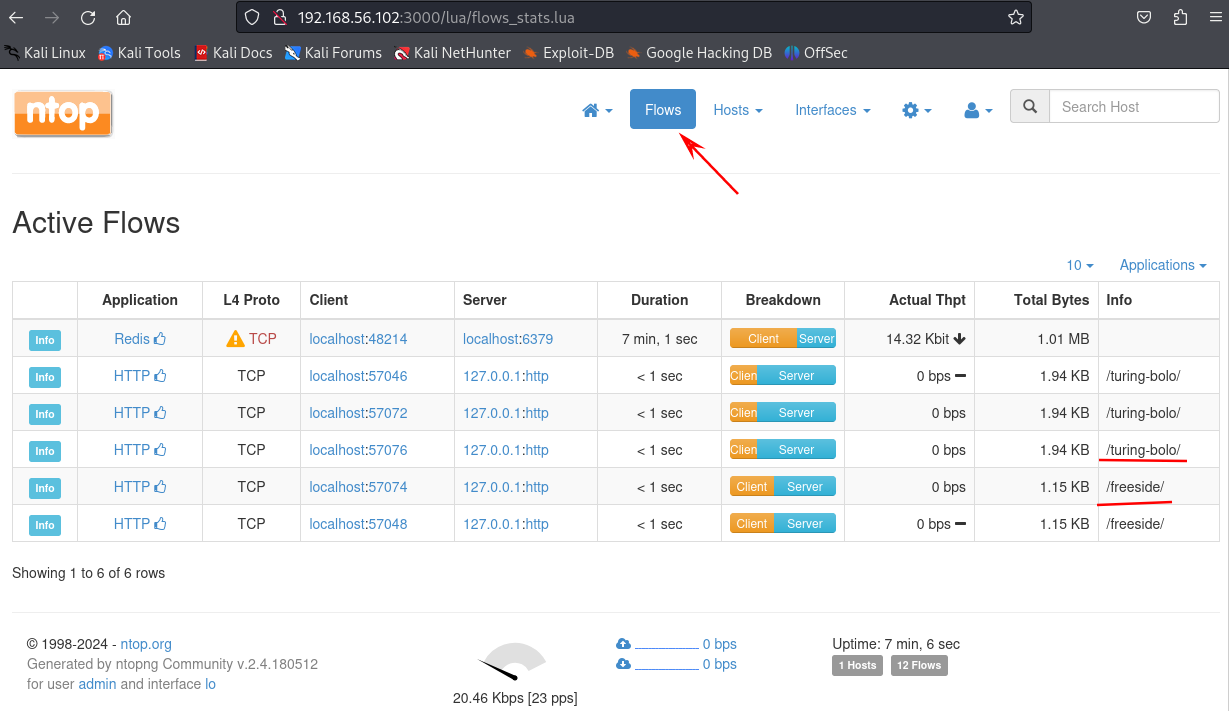 192.168.56.102:3000/lua/flows_stats.lua
Kali Linux Kali Tools Kali Docs Kali Forums Kali NetHunter Exploit-DB Google Hacking DB OffSec
ntop Flows Hosts Interfaces Search Host
Active Flows
10 Applications
Application L4 Proto Client Server Duration Breakdown Actual Thpt Total Bytes Info
Info Redis TCP localhost:48214 localhost:6379 7 min, 1 sec Client Server 14.32 Kbit 1.01 MB
Info HTTP TCP localhost:57046 127.0.0.1:http < 1 sec Clien Server 0 bps 1.94 KB /turing-bolo/
Info HTTP TCP localhost:57072 127.0.0.1:http < 1 sec Clien Server 0 bps 1.94 KB /turing-bolo/
Info HTTP TCP localhost:57076 127.0.0.1:http < 1 sec Clien Server 0 bps 1.94 KB /turing-bolo/
Info HTTP TCP localhost:57074 127.0.0.1:http < 1 sec Client Server 0 bps 1.15 KB /freeside/
Info HTTP TCP localhost:57048 127.0.0.1:http < 1 sec Client Server 0 bps 1.15 KB /freeside/
Showing 1 to 6 of 6 rows
© 1998-2024 - ntop.org
Generated by ntopng Community v.2.4.180512
for user admin and interface lo
20.46 Kbps [23 pps]
0 bps
0 bps
Uptime: 7 min, 6 sec
1 Hosts 12 Flows